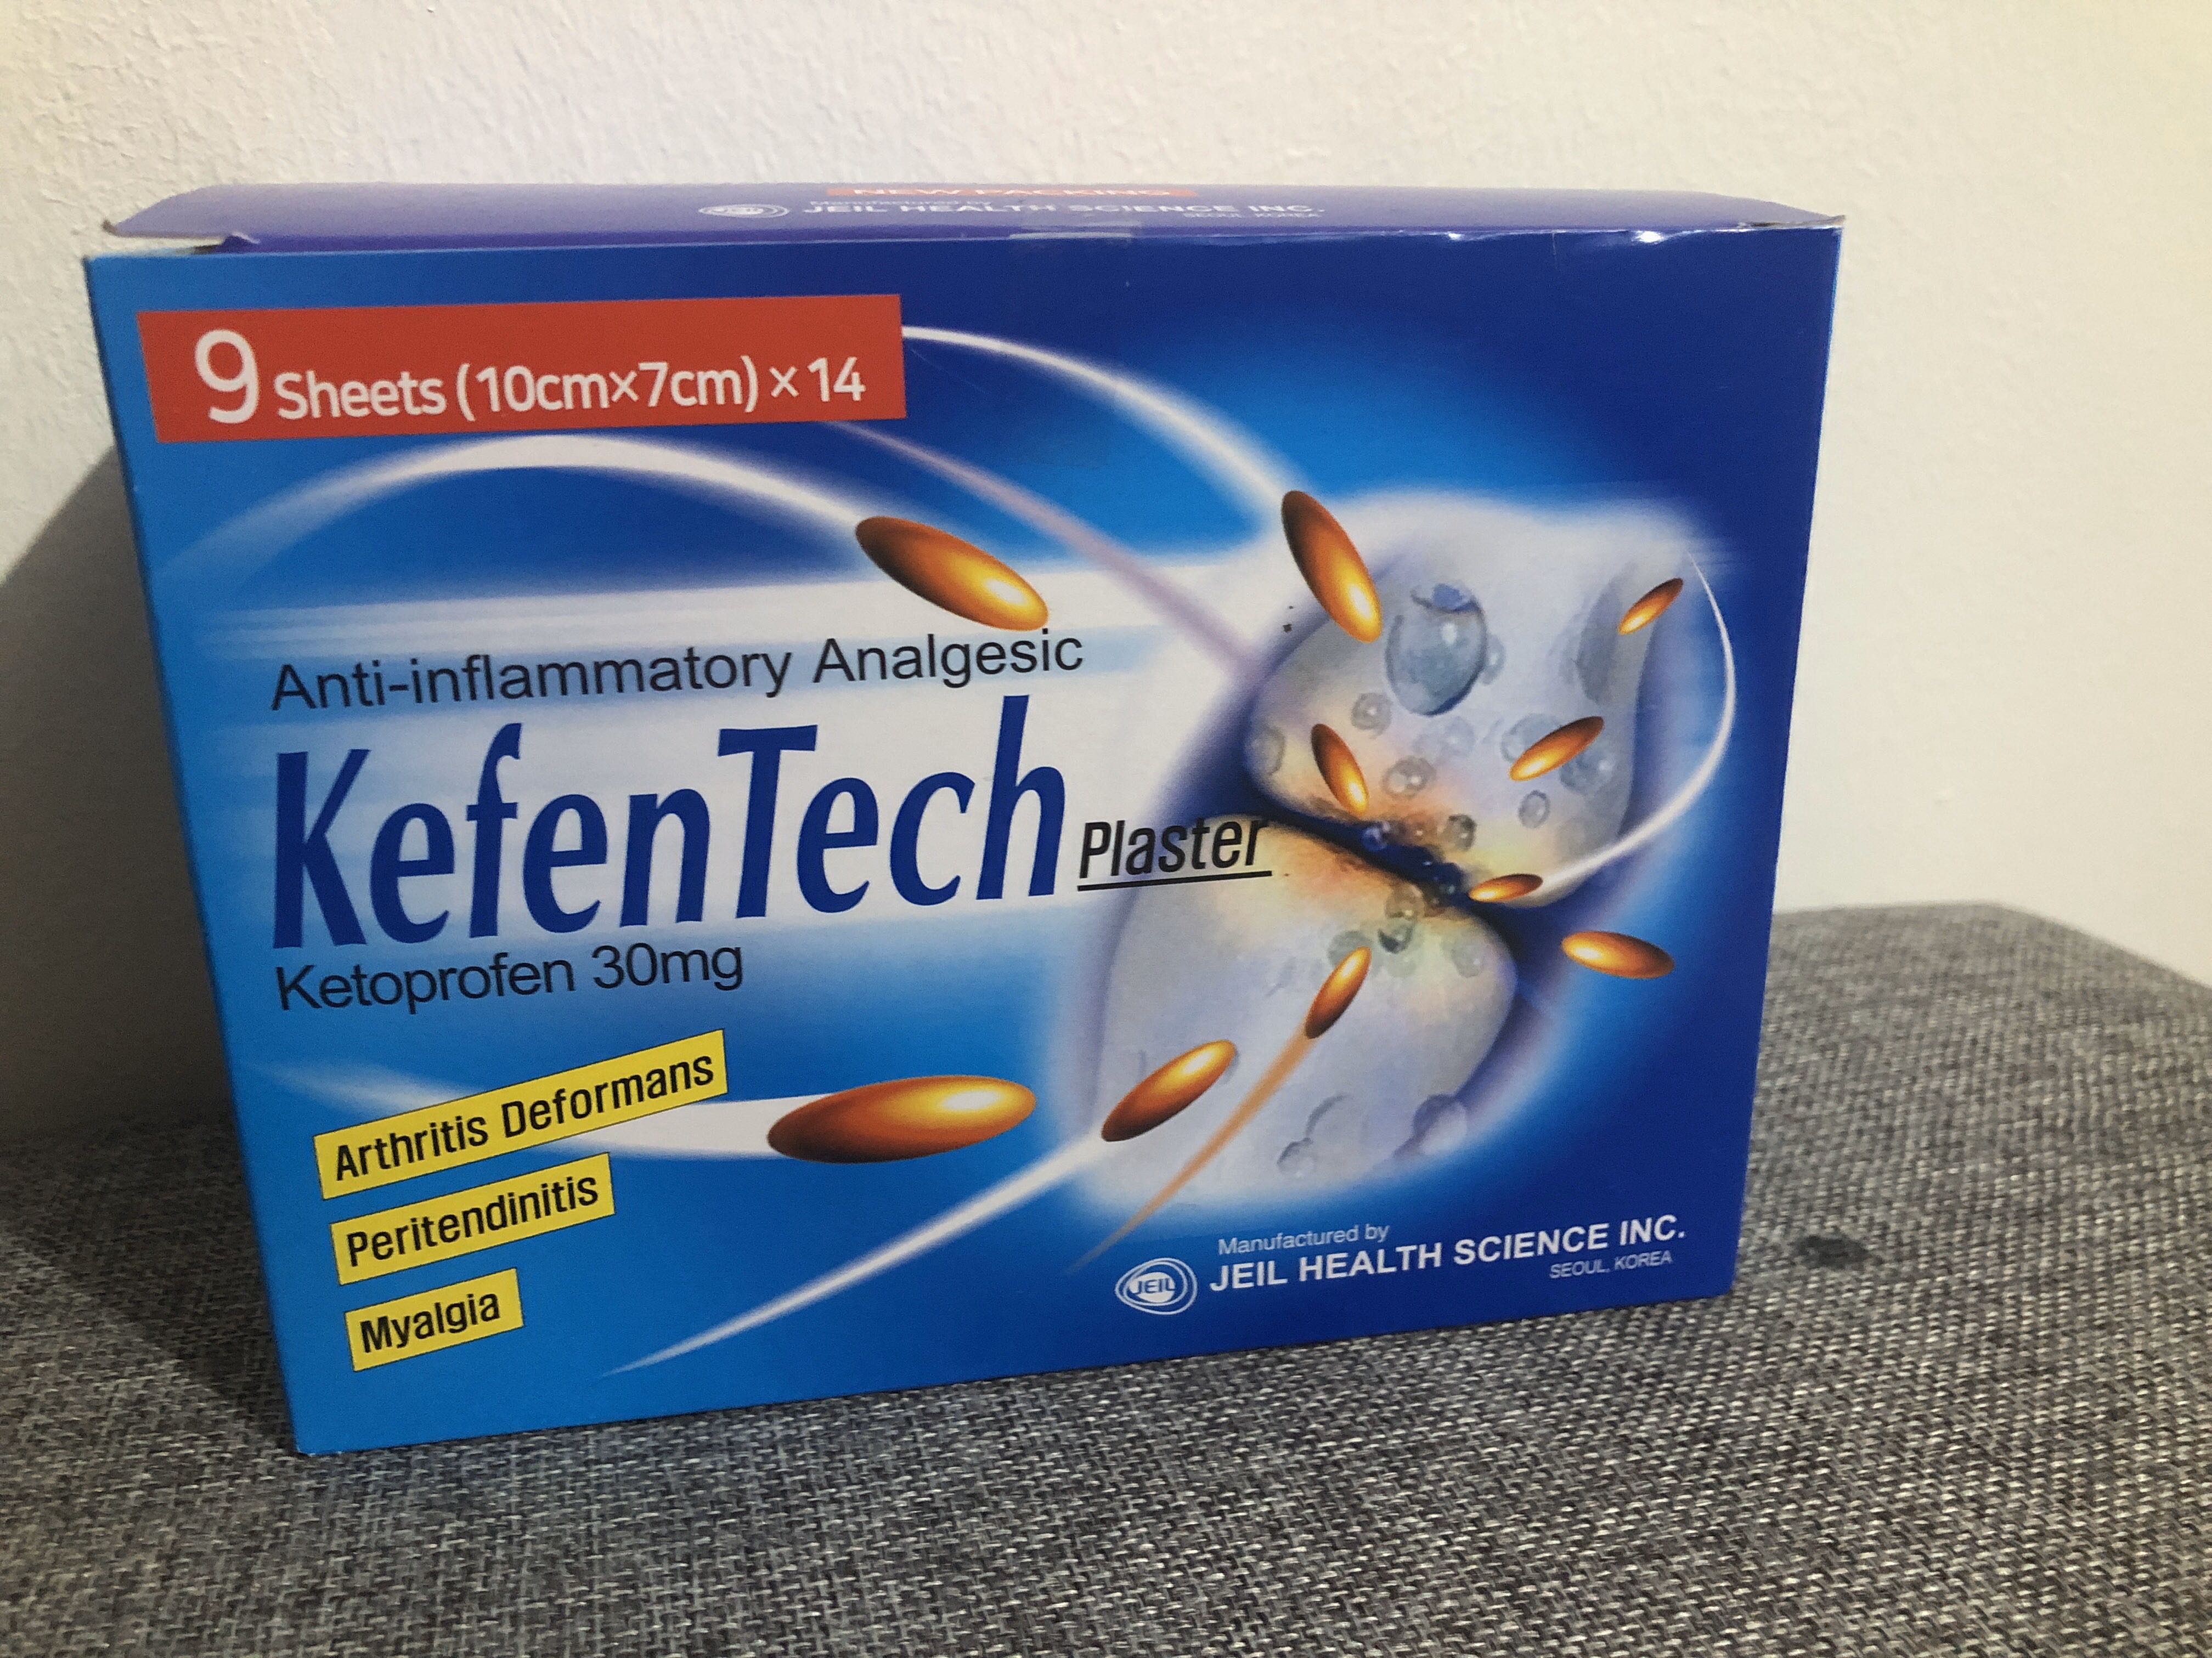 NEW PACKING
Manufactured by
JEIL JEIL HEALTH SCIENCE INC.
SEOUL, KOREA
9 Sheets (10cm×7cm) × 14
Anti-inflammatory Analgesic
KefenTech Plaster
Ketoprofen 30mg
Arthritis Deformans
Peritendinitis
Myalgia
Manufactured by
JEIL JEIL HEALTH SCIENCE INC.
SEOUL, KOREA